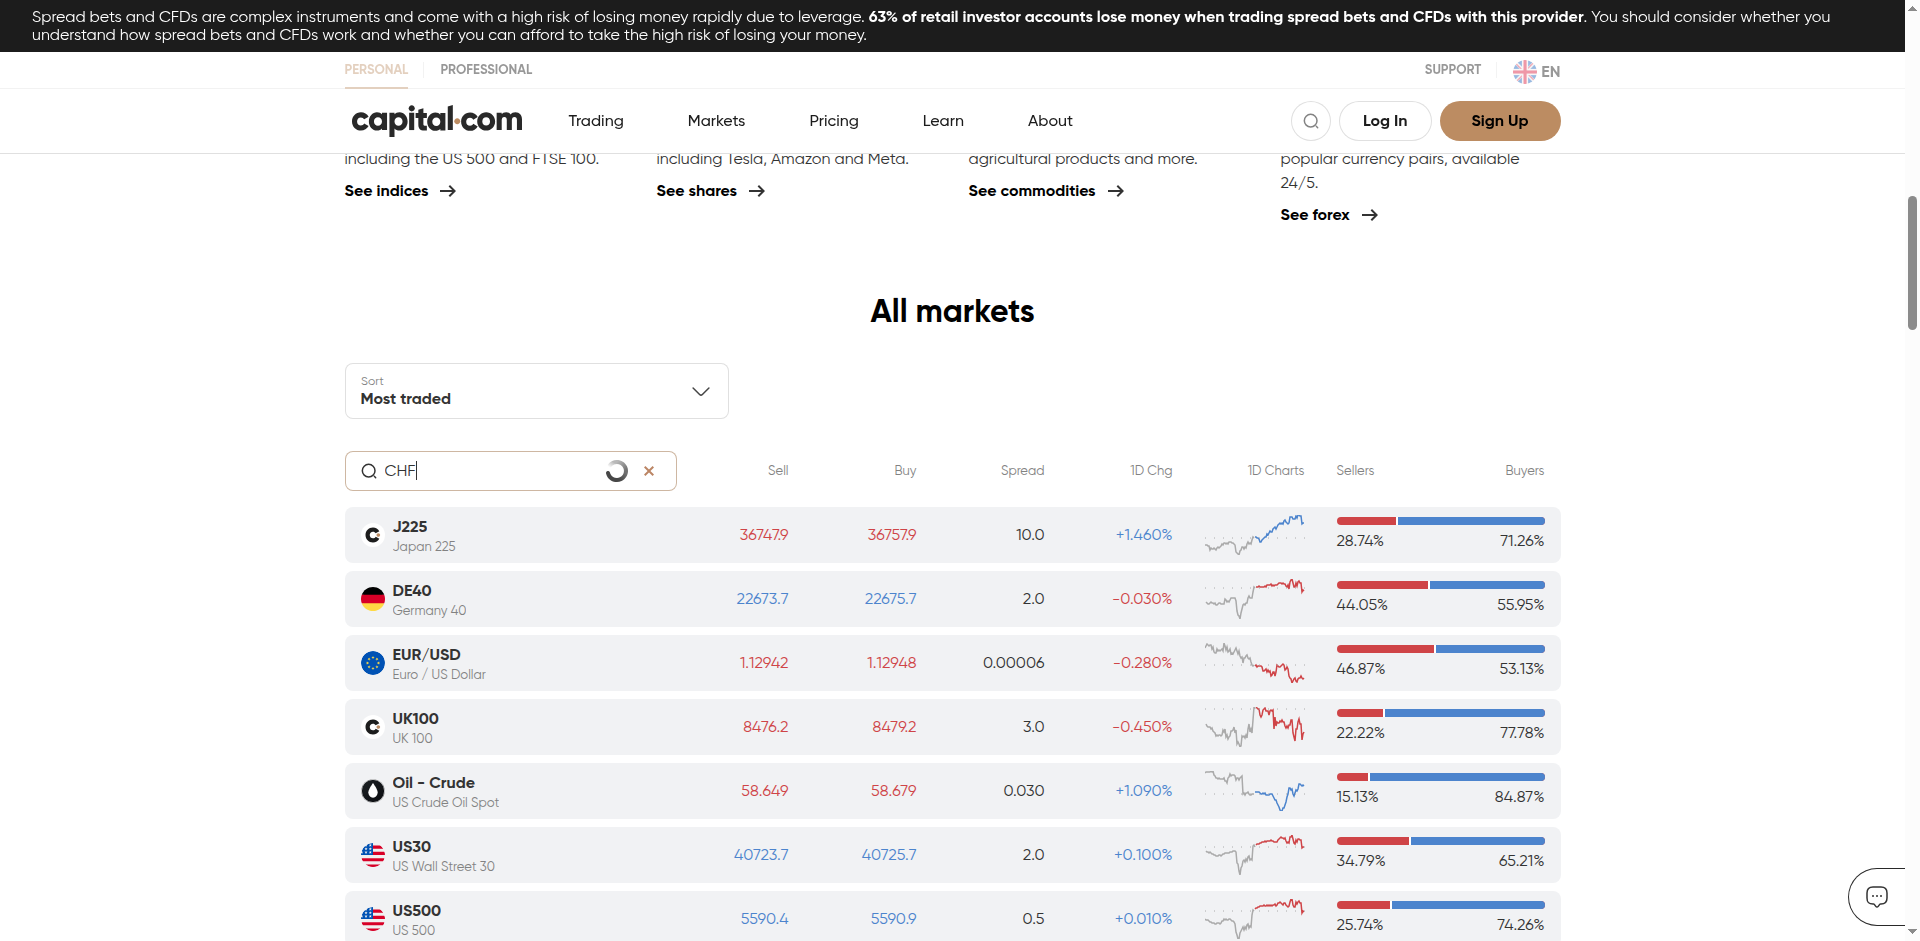 Spread bets and CFDs are complex instruments and come with a high risk of losing money rapidly due to leverage. 63% of retail investor accounts lose money when trading spread bets and CFDs with this provider. You should consider whether you
understand how spread bets and CFDs work and whether you can afford to take the high risk of losing your money.
PERSONAL PROFESSIONAL SUPPORT EN
capital.com Trading Markets Pricing Learn About Log In Sign Up
including the US 500 and FTSE 100. including Tesla, Amazon and Meta. agricultural products and more. popular currency pairs, available
24/5.
See indices See shares See commodities
See forex
All markets
Sort
Most traded
CHF Sell Buy Spread 1D Chg 1D Charts Sellers Buyers
J225
Japan 225
36747.9 36757.9 10.0 +1.460% 28.74% 71.26%
DE40
Germany 40
22673.7 22675.7 2.0 -0.030% 44.05% 55.95%
EUR/USD
Euro / US Dollar
1.12942 1.12948 0.00006 -0.280% 46.87% 53.13%
UK100
UK 100
8476.2 8479.2 3.0 -0.450% 22.22% 77.78%
Oil - Crude
US Crude Oil Spot
58.649 58.679 0.030 +1.090% 15.13% 84.87%
US30
US Wall Street 30
40723.7 40725.7 2.0 +0.100% 34.79% 65.21%
US500
US 500
5590.4 5590.9 0.5 +0.010% 25.74% 74.26%